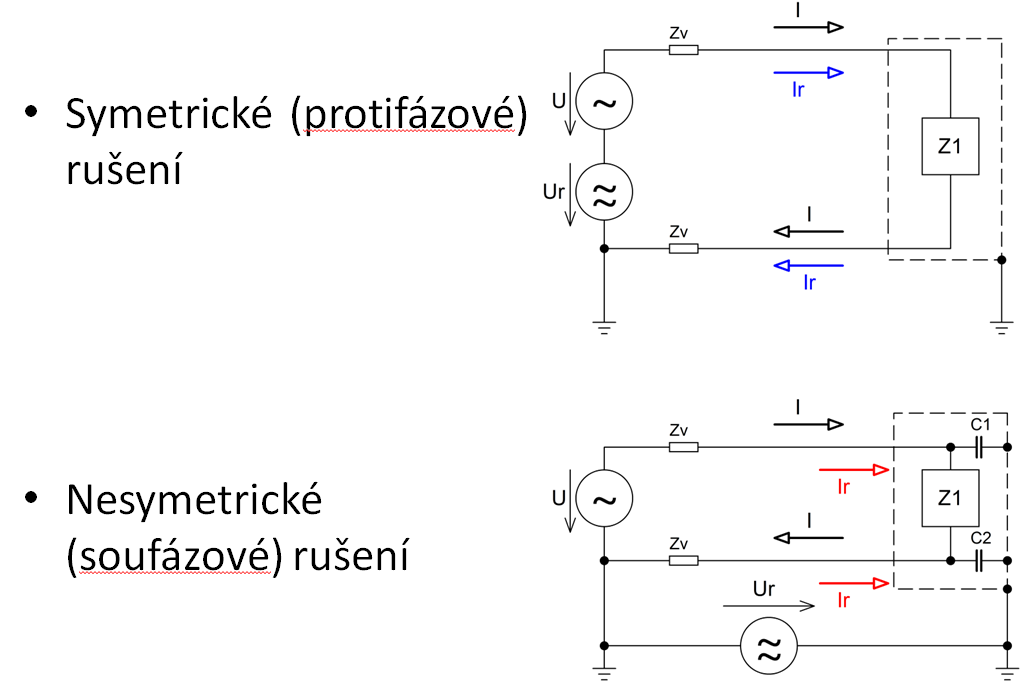 I
Zv
Ir
• Symetrické (protifázové)
rušení
U
Z1
Ur
I
Zv
Ir
I
C1
Zv
Ir
• Nesymetrické
(soufázové) rušení
U
Z1
I
C2
Zv
Ur
Ir